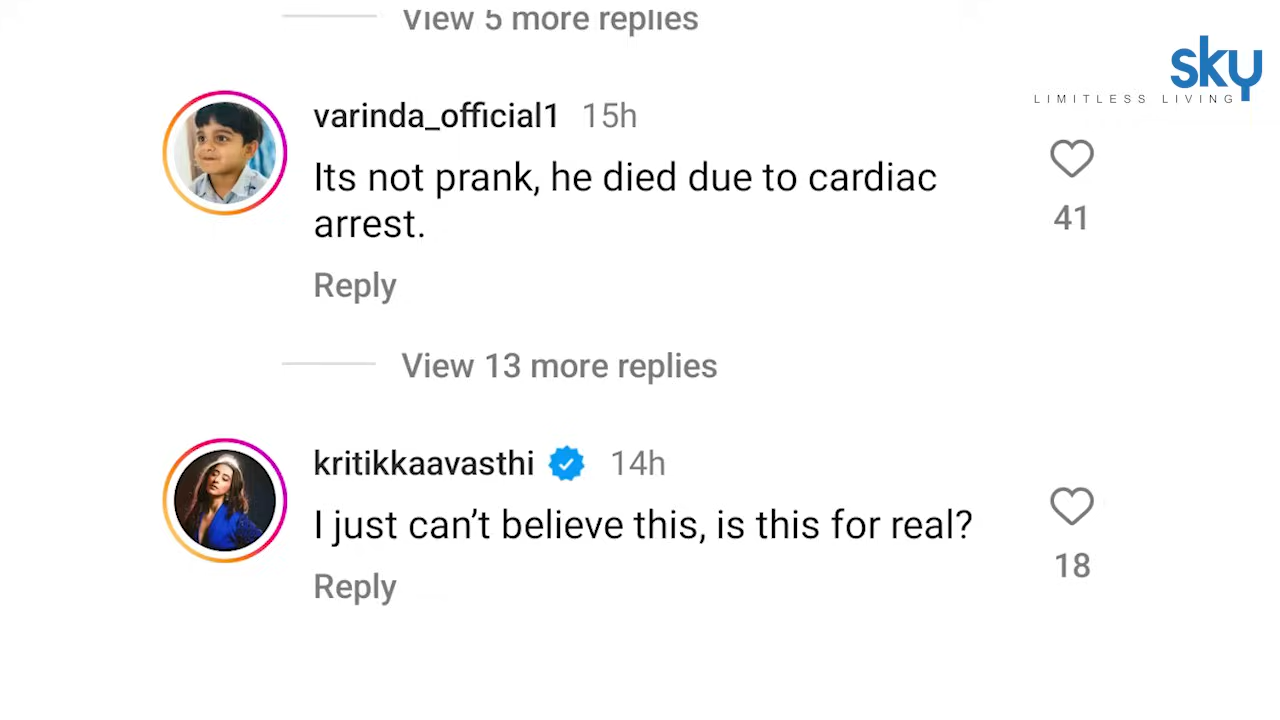 View 5 more replies
sky
LIMITLESS LIVING
varinda_official1 15h
Its not prank, he died due to cardiac
arrest.
41
Reply
View 13 more replies
kritikkaavasthi 14h
I just can't believe this, is this for real?
18
Reply